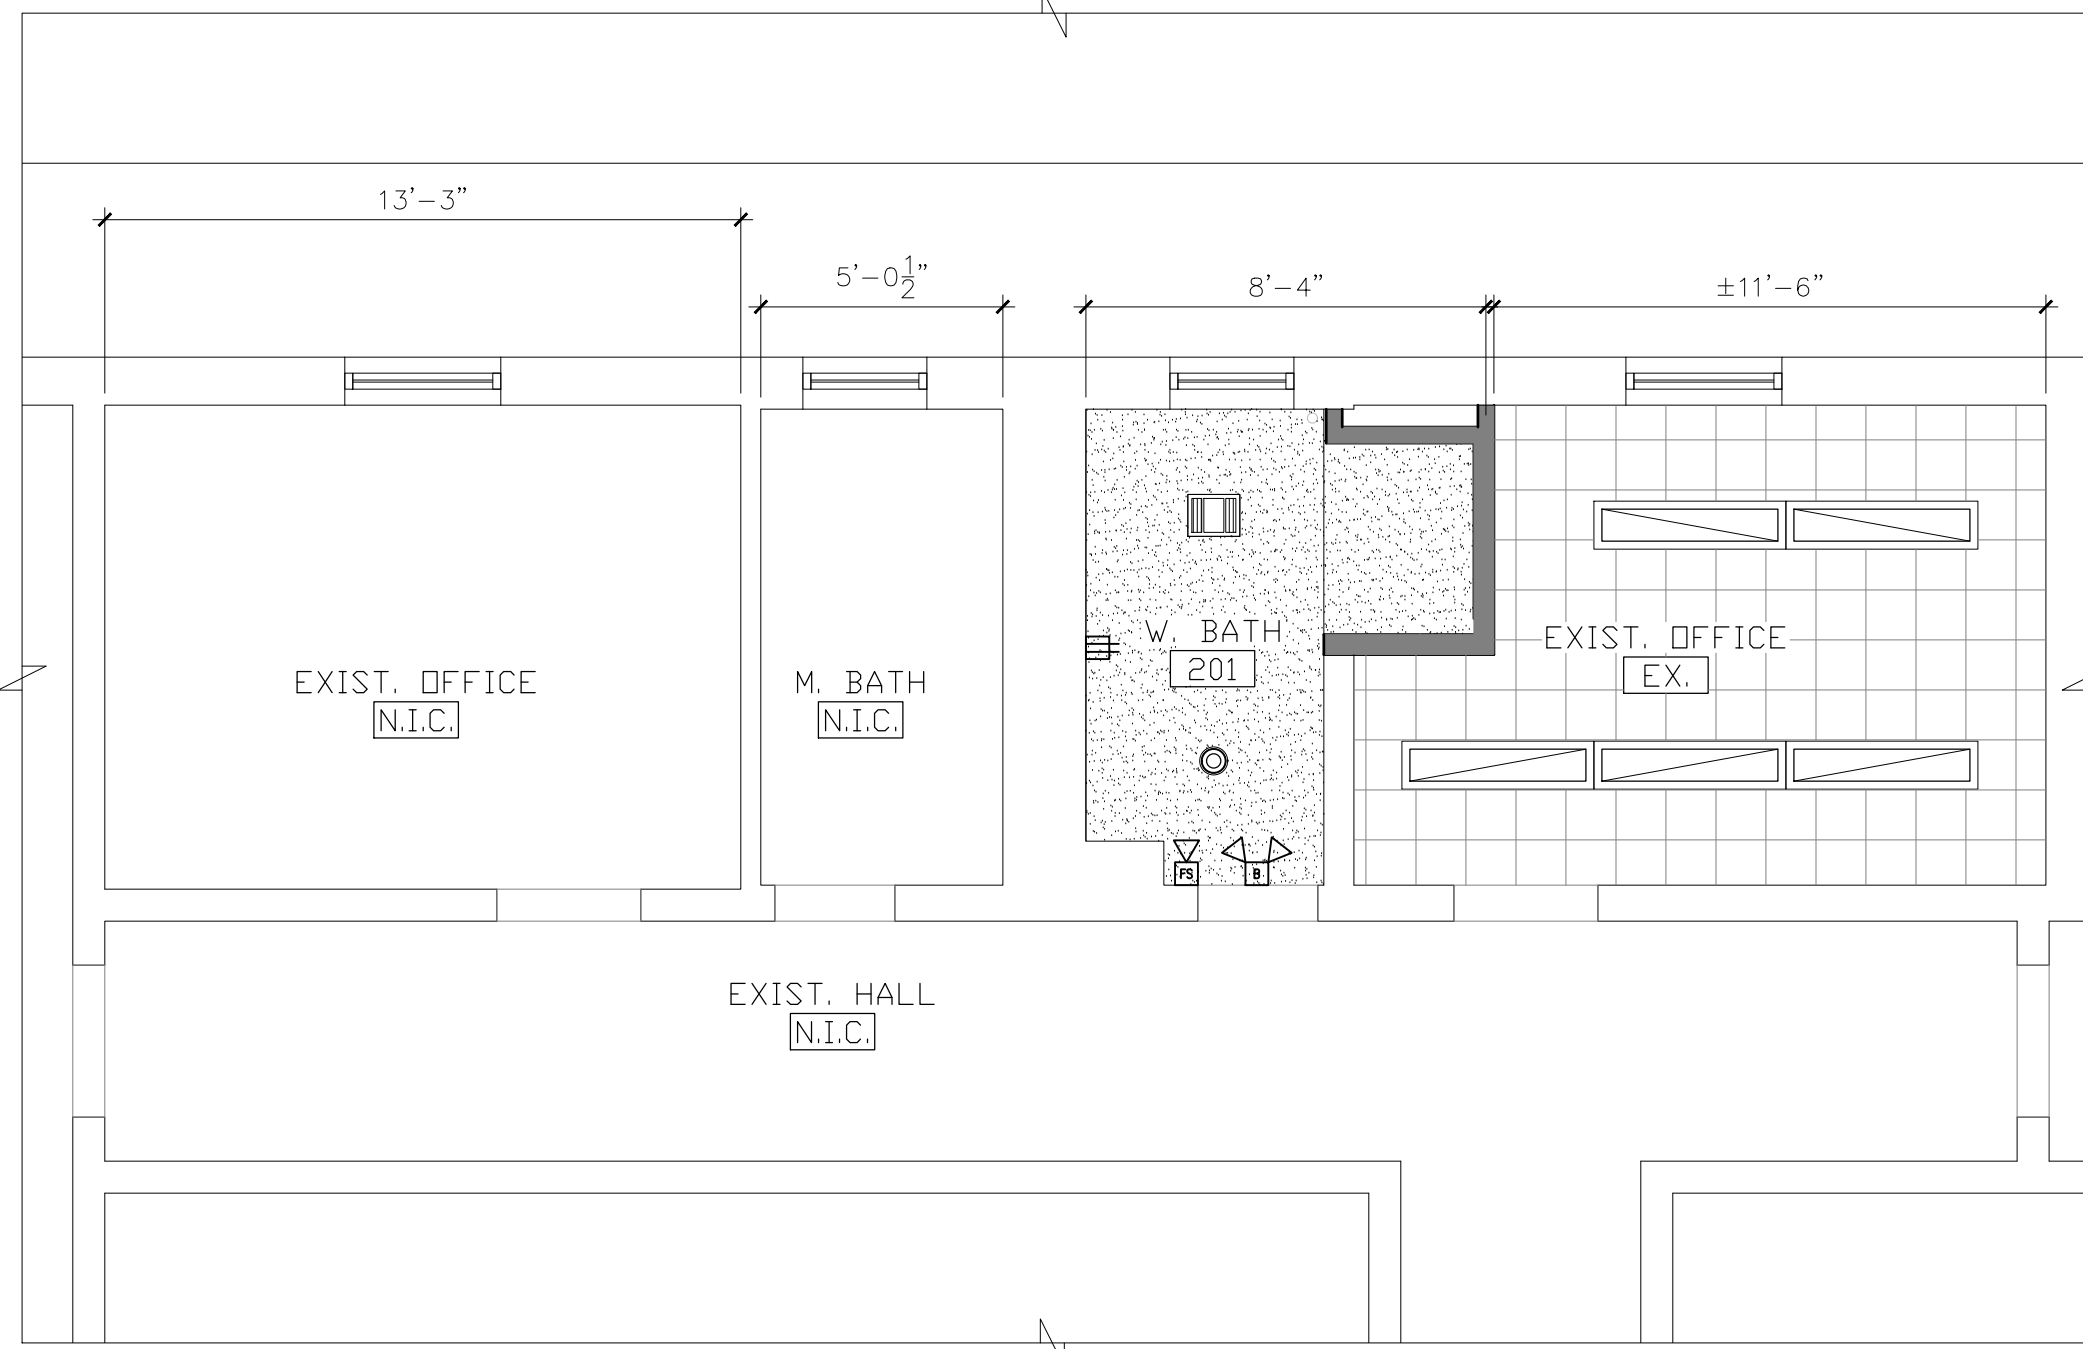 13'-3"
5'-0 1/2"
8'-4"
±11'-6"
EXIST. OFFICE
N.I.C.
M. BATH
N.I.C.
W. BATH
201
EXIST. OFFICE
EX.
FS
B
EXIST. HALL
N.I.C.